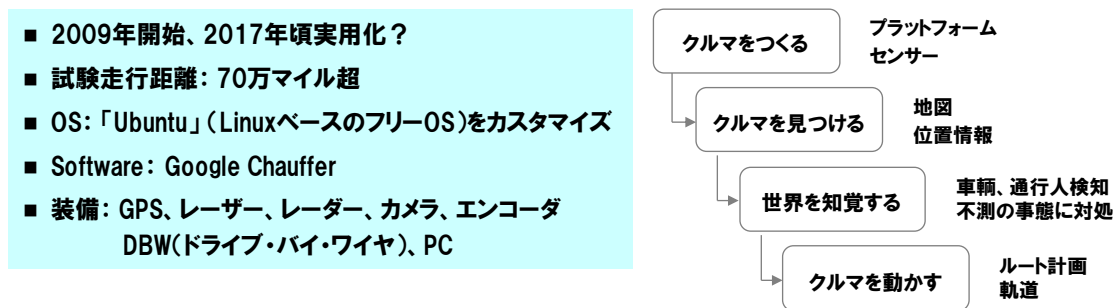 ■ 2009年開始、2017年頃実用化？
■ 試験走行距離： 70万マイル超
■ OS：「Ubuntu」（LinuxベースのフリーOS）をカスタマイズ
■ Software： Google Chauffer
■ 装備： GPS、レーザー、レーダー、カメラ、エンコーダ
DBW(ドライブ・バイ・ワイヤ)、PC
クルマをつくる
プラットフォーム
センサー
クルマを見つける
地図
位置情報
世界を知覚する
車輌、通行人検知
不測の事態に対処
クルマを動かす
ルート計画
軌道